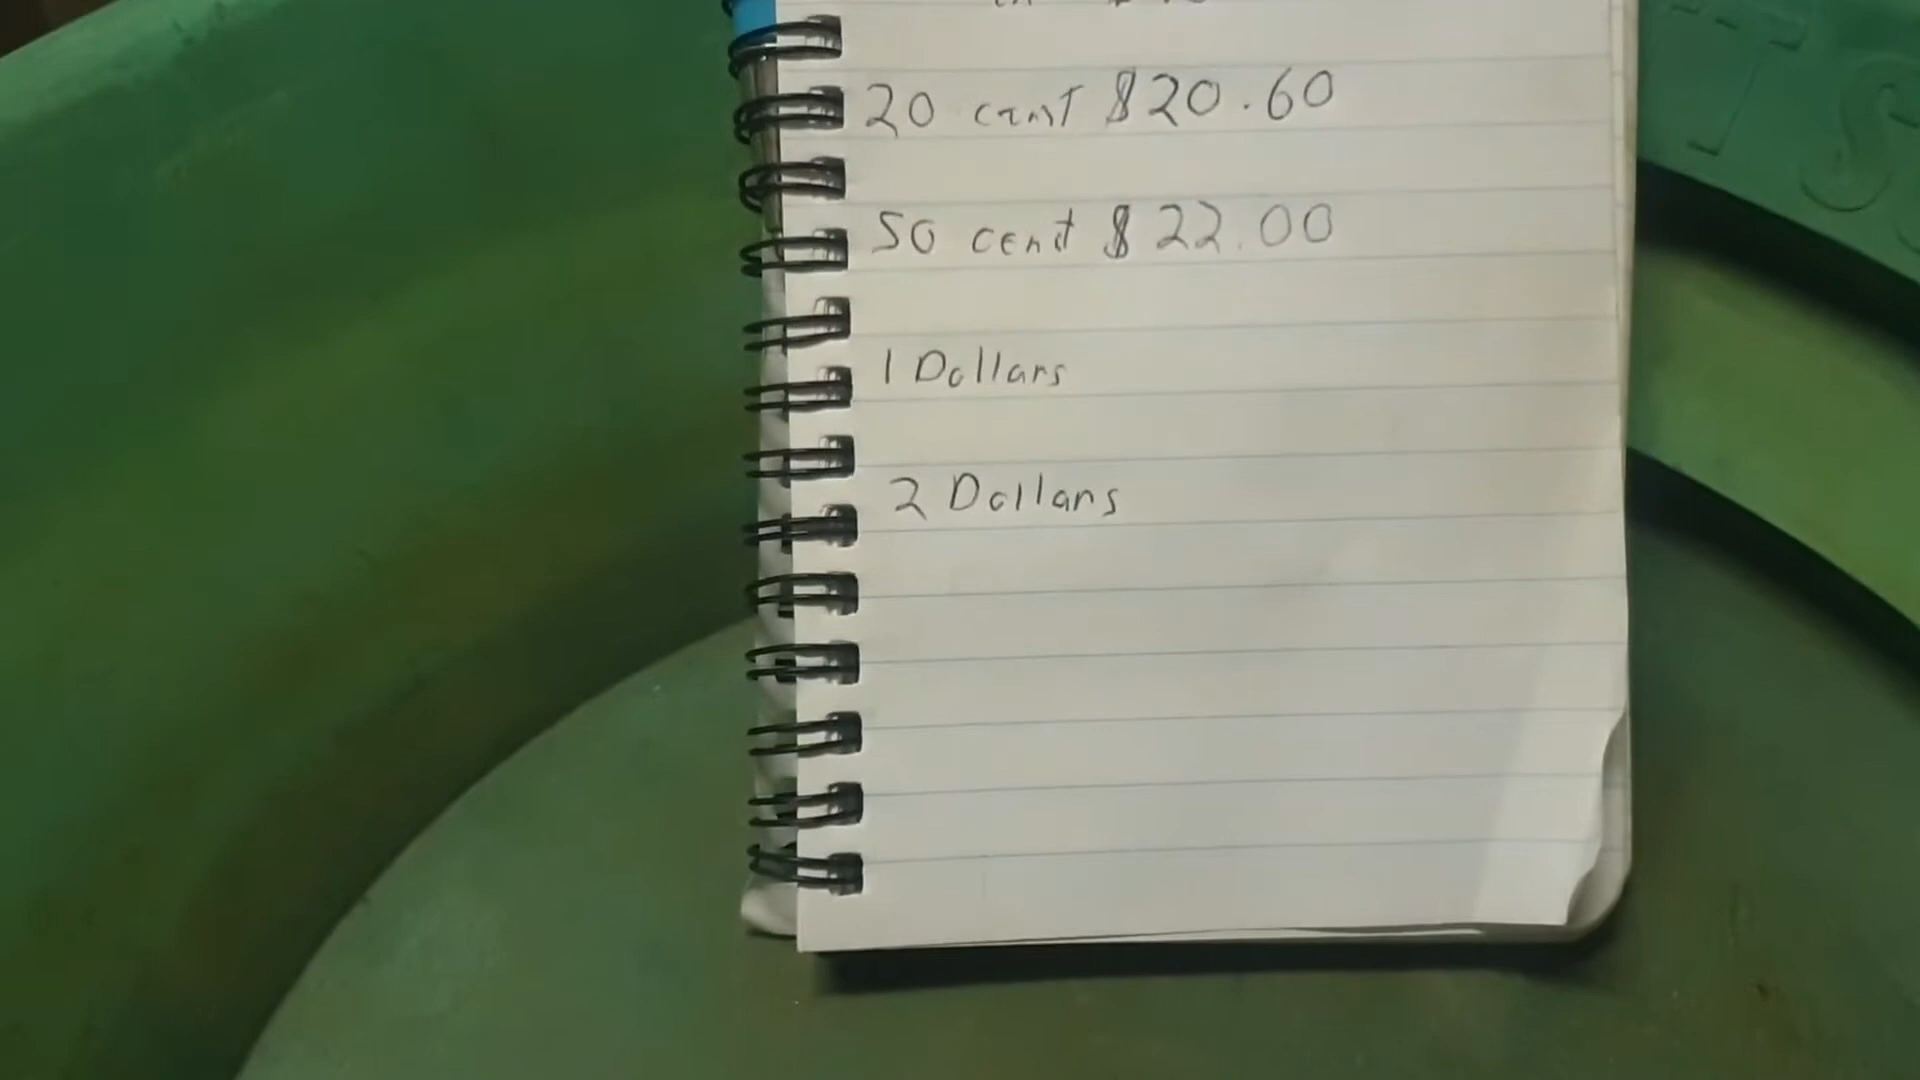 20 cent $20.60
50 cent $22.00
1 Dollars
2 Dollars